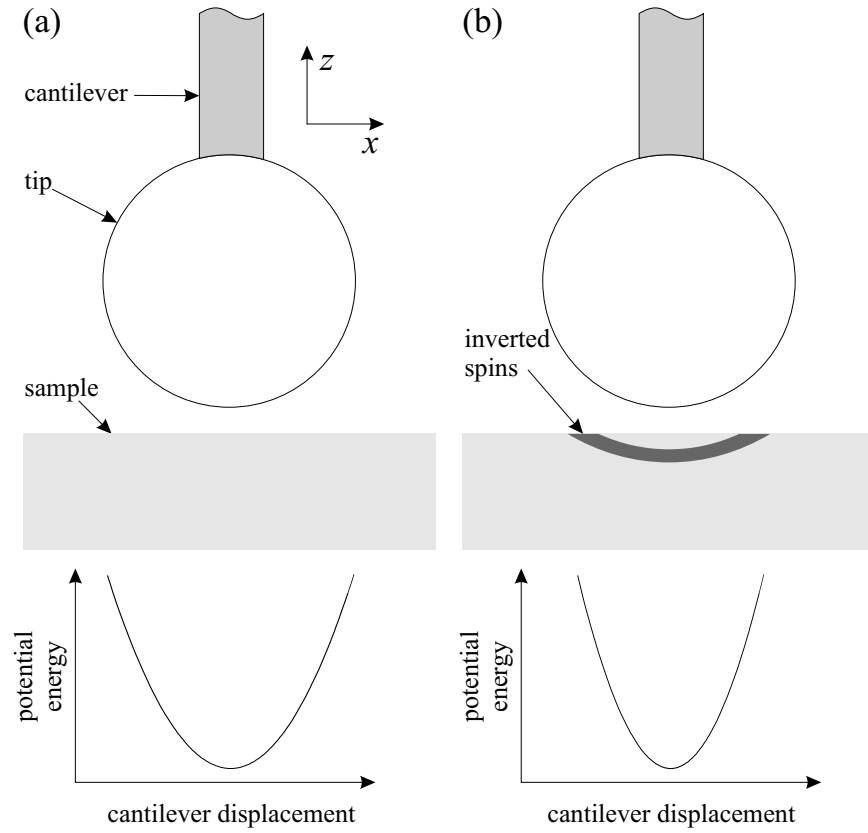 (a)
cantilever
z
x
tip
sample
potential
energy
cantilever displacement
(b)
inverted
spins
potential
energy
cantilever displacement